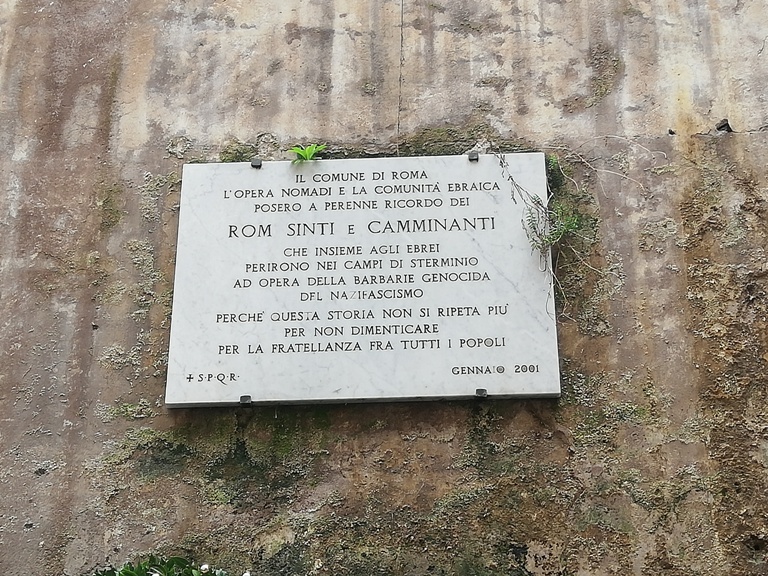 IL COMUNE DI ROMA
L'OPERA NOMADI E LA COMUNITÁ EBRAICA
POSERO A PERENNE RICORDO DEI
ROM SINTI E CAMMINANTI
CHE INSIEME AGLI EBREI
PERIRONO NEI CAMPI DI STERMINIO
AD OPERA DELLA BARBARIE GENOCIDA
DEL NAZIFASCISMO
PERCHE' QUESTA STORIA NON SI RIPETA PIU'
PER NON DIMENTICARE
PER LA FRATELLANZA FRA TUTTI I POPOLI
+ S·P·Q·R· GENNAIO 2001